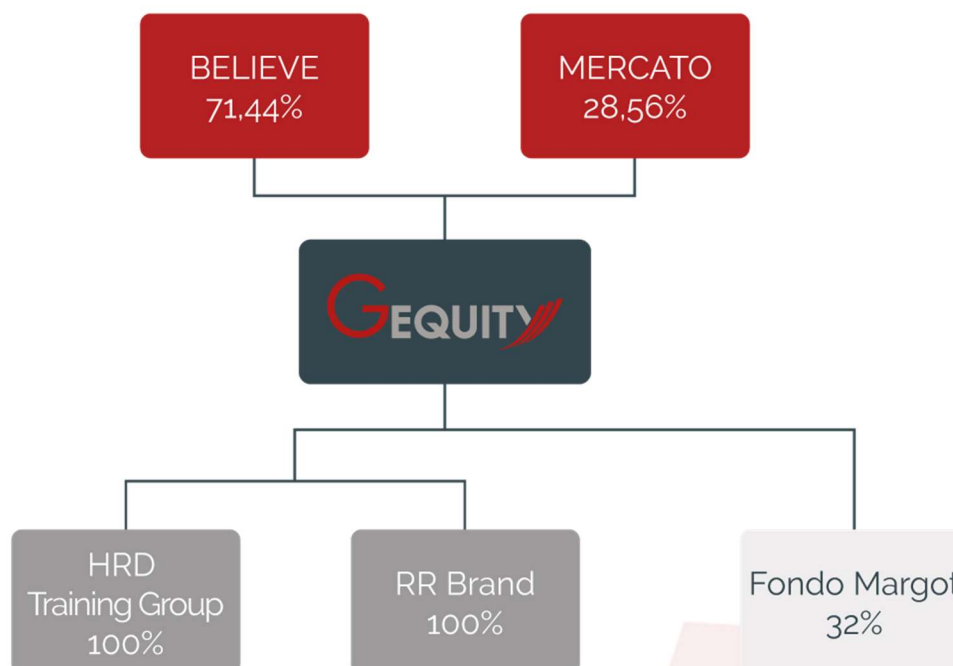 BELIEVE
71,44%
MERCATO
28,56%
GEQUITY
HRD
Training Group
100%
RR Brand
100%
Fondo Margot
32%